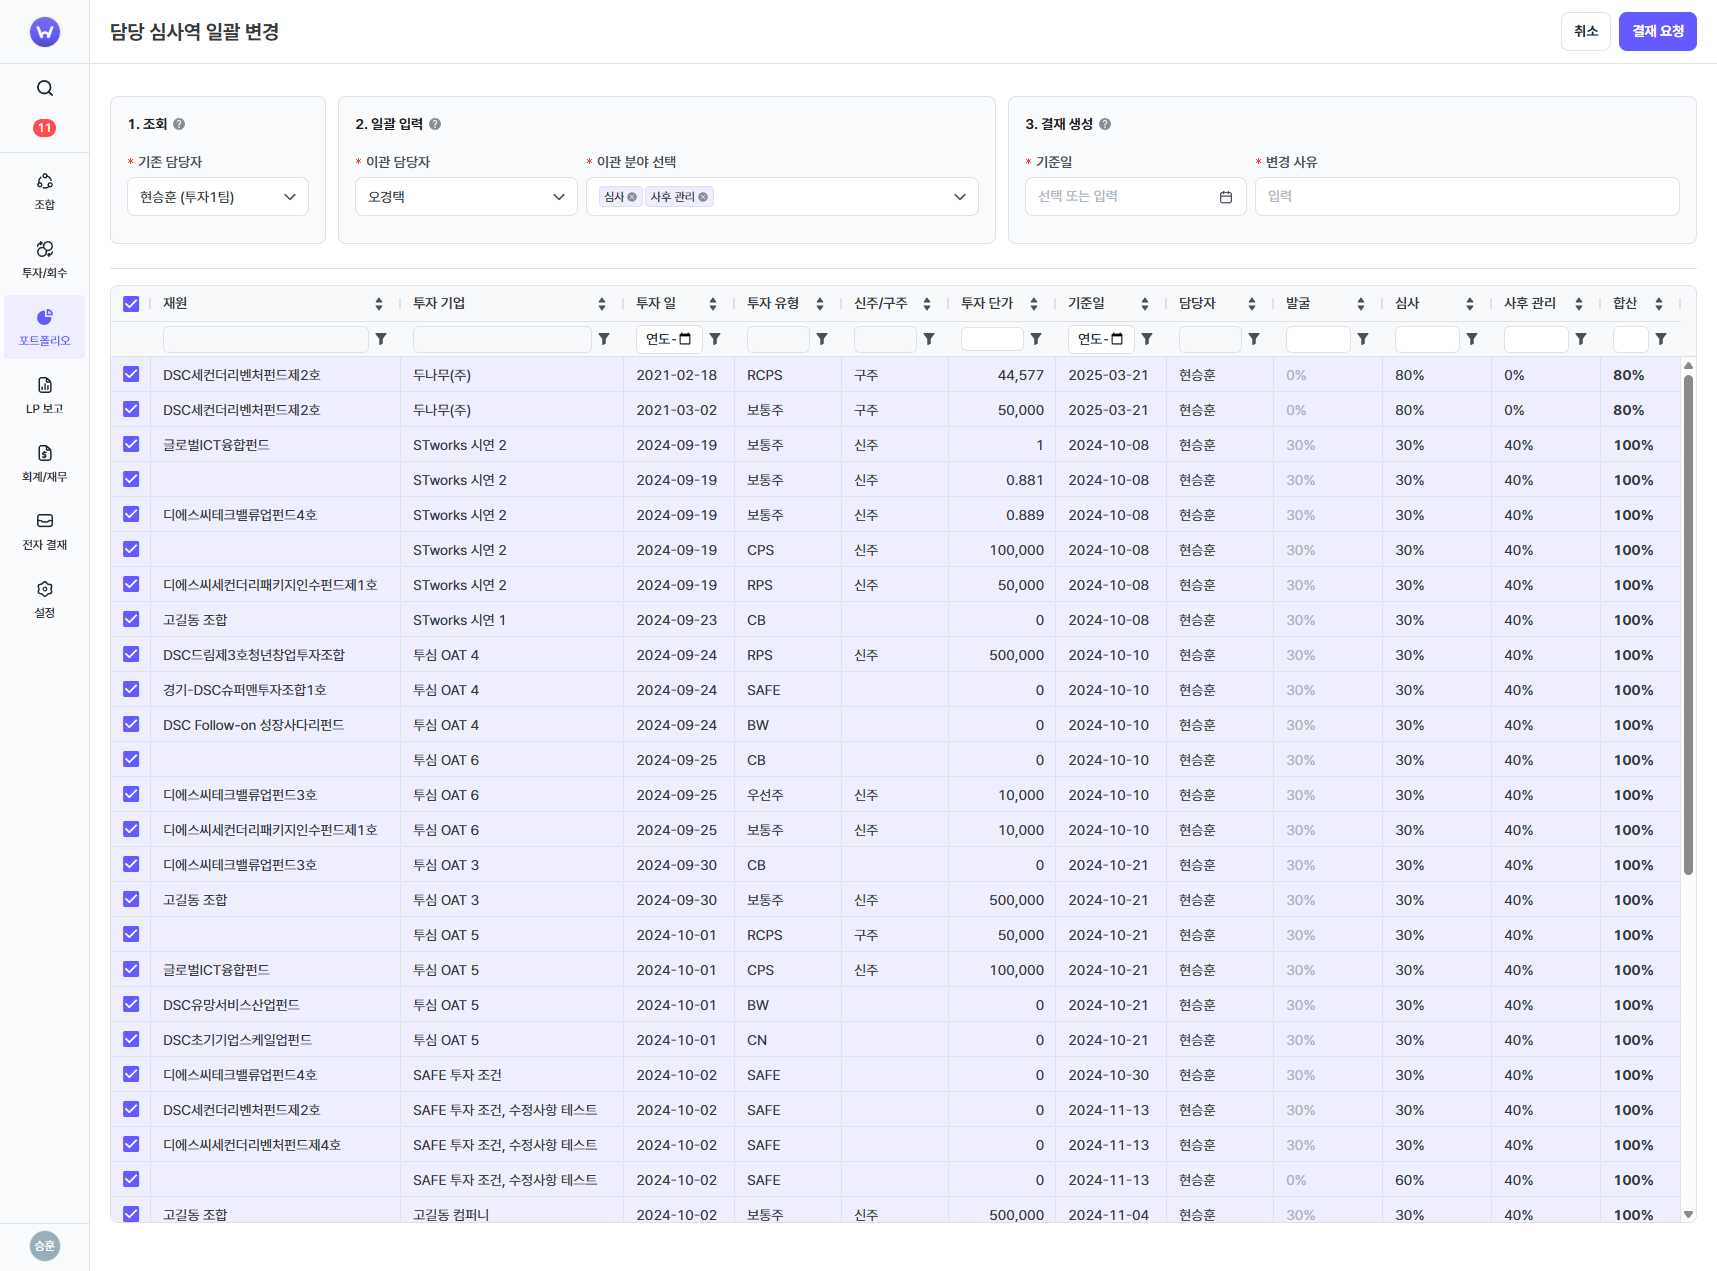 담당 심사역 일괄 변경
취소
결재 요청
11
조합
투자/회수
포트폴리오
LP 보고
회계/재무
전자 결재
설정
승훈
1. 조회
* 기존 담당자
현승훈 (투자1팀)
2. 일괄 입력
* 이관 담당자
오경택
* 이관 분야 선택
심사 사후 관리
3. 결재 생성
* 기준일
선택 또는 입력
* 변경 사유
입력
재원 투자 기업 투자 일 투자 유형 신주/구주 투자 단가 기준일 담당자 발굴 심사 사후 관리 합산
연도- 연도-
DSC세컨더리벤처펀드제2호 두나무(주) 2021-02-18 RCPS 구주 44,577 2025-03-21 현승훈 0% 80% 0% 80%
DSC세컨더리벤처펀드제2호 두나무(주) 2021-03-02 보통주 구주 50,000 2025-03-21 현승훈 0% 80% 0% 80%
글로벌ICT융합펀드 STworks 시연 2 2024-09-19 보통주 신주 1 2024-10-08 현승훈 30% 30% 40% 100%
STworks 시연 2 2024-09-19 보통주 신주 0.881 2024-10-08 현승훈 30% 30% 40% 100%
디에스씨테크밸류업펀드4호 STworks 시연 2 2024-09-19 보통주 신주 0.889 2024-10-08 현승훈 30% 30% 40% 100%
STworks 시연 2 2024-09-19 CPS 신주 100,000 2024-10-08 현승훈 30% 30% 40% 100%
디에스씨세컨더리패키지인수펀드제1호 STworks 시연 2 2024-09-19 RPS 신주 50,000 2024-10-08 현승훈 30% 30% 40% 100%
고길동 조합 STworks 시연 1 2024-09-23 CB 0 2024-10-08 현승훈 30% 30% 40% 100%
DSC드림제3호청년창업투자조합 투심 OAT 4 2024-09-24 RPS 신주 500,000 2024-10-10 현승훈 30% 30% 40% 100%
경기-DSC슈퍼맨투자조합1호 투심 OAT 4 2024-09-24 SAFE 0 2024-10-10 현승훈 30% 30% 40% 100%
DSC Follow-on 성장사다리펀드 투심 OAT 4 2024-09-24 BW 0 2024-10-10 현승훈 30% 30% 40% 100%
투심 OAT 6 2024-09-25 CB 0 2024-10-10 현승훈 30% 30% 40% 100%
디에스씨테크밸류업펀드3호 투심 OAT 6 2024-09-25 우선주 신주 10,000 2024-10-10 현승훈 30% 30% 40% 100%
디에스씨세컨더리패키지인수펀드제1호 투심 OAT 6 2024-09-25 보통주 신주 10,000 2024-10-10 현승훈 30% 30% 40% 100%
디에스씨테크밸류업펀드3호 투심 OAT 3 2024-09-30 CB 0 2024-10-21 현승훈 30% 30% 40% 100%
고길동 조합 투심 OAT 3 2024-09-30 보통주 신주 500,000 2024-10-21 현승훈 30% 30% 40% 100%
투심 OAT 5 2024-10-01 RCPS 구주 50,000 2024-10-21 현승훈 30% 30% 40% 100%
글로벌ICT융합펀드 투심 OAT 5 2024-10-01 CPS 신주 100,000 2024-10-21 현승훈 30% 30% 40% 100%
DSC유망서비스산업펀드 투심 OAT 5 2024-10-01 BW 0 2024-10-21 현승훈 30% 30% 40% 100%
DSC초기기업스케일업펀드 투심 OAT 5 2024-10-01 CN 0 2024-10-21 현승훈 30% 30% 40% 100%
디에스씨테크밸류업펀드4호 SAFE 투자 조건 2024-10-02 SAFE 0 2024-10-30 현승훈 30% 30% 40% 100%
DSC세컨더리벤처펀드제2호 SAFE 투자 조건, 수정사항 테스트 2024-10-02 SAFE 0 2024-11-13 현승훈 30% 30% 40% 100%
디에스씨세컨더리벤처펀드제4호 SAFE 투자 조건, 수정사항 테스트 2024-10-02 SAFE 0 2024-11-13 현승훈 30% 30% 40% 100%
SAFE 투자 조건, 수정사항 테스트 2024-10-02 SAFE 0 2024-11-13 현승훈 0% 60% 40% 100%
고길동 조합 고길동 컴퍼니 2024-10-02 보통주 신주 500,000 2024-11-04 현승훈 30% 30% 40% 100%